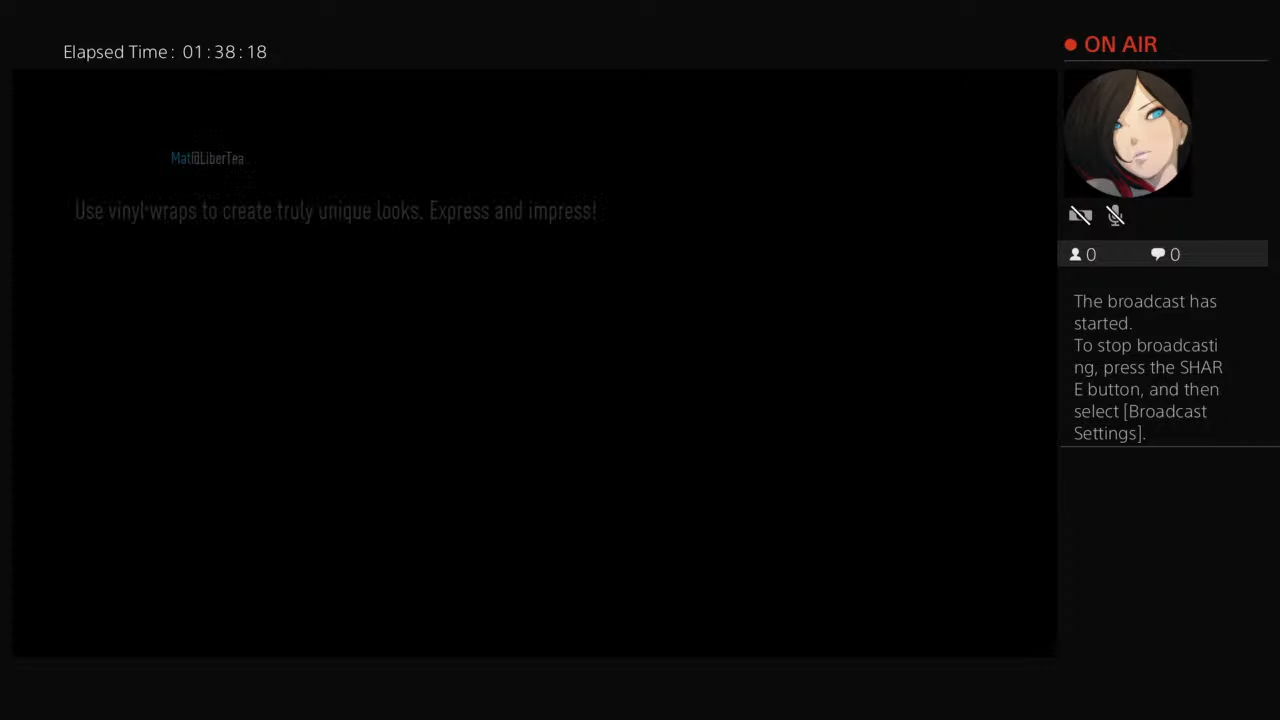 Elapsed Time: 01:38:18
ON AIR
@LiberTea
Use vinyl wraps to create truly unique looks. Express and impress!
0 0
The broadcast has
started.
To stop broadcasti
ng, press the SHAR
E button, and then
select [Broadcast
Settings].